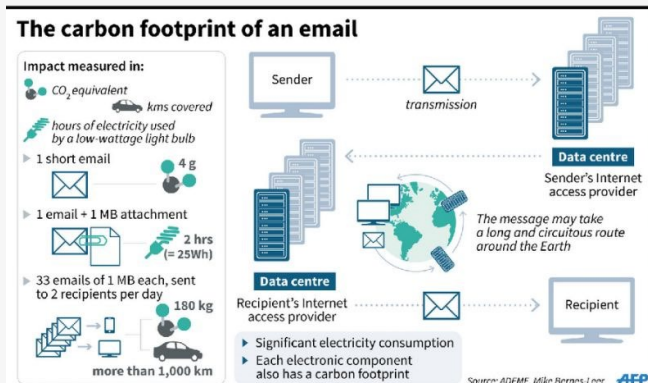 The carbon footprint of an email
Impact measured in:
CO2 equivalent
kms covered
hours of electricity used
by a low-wattage light bulb
1 short email
4 g
1 email + 1 MB attachment
2 hrs
(= 25Wh)
33 emails of 1 MB each, sent
to 2 recipients per day
180 kg
more than 1,000 km
Sender
transmission
Data centre
Sender's Internet
access provider
The message may take
a long and circuitous route
around the Earth
Data centre
Recipient's Internet
access provider
Recipient
Significant electricity consumption
Each electronic component
also has a carbon footprint
Source: ADEME, Mike Bernes-Leer
AFP